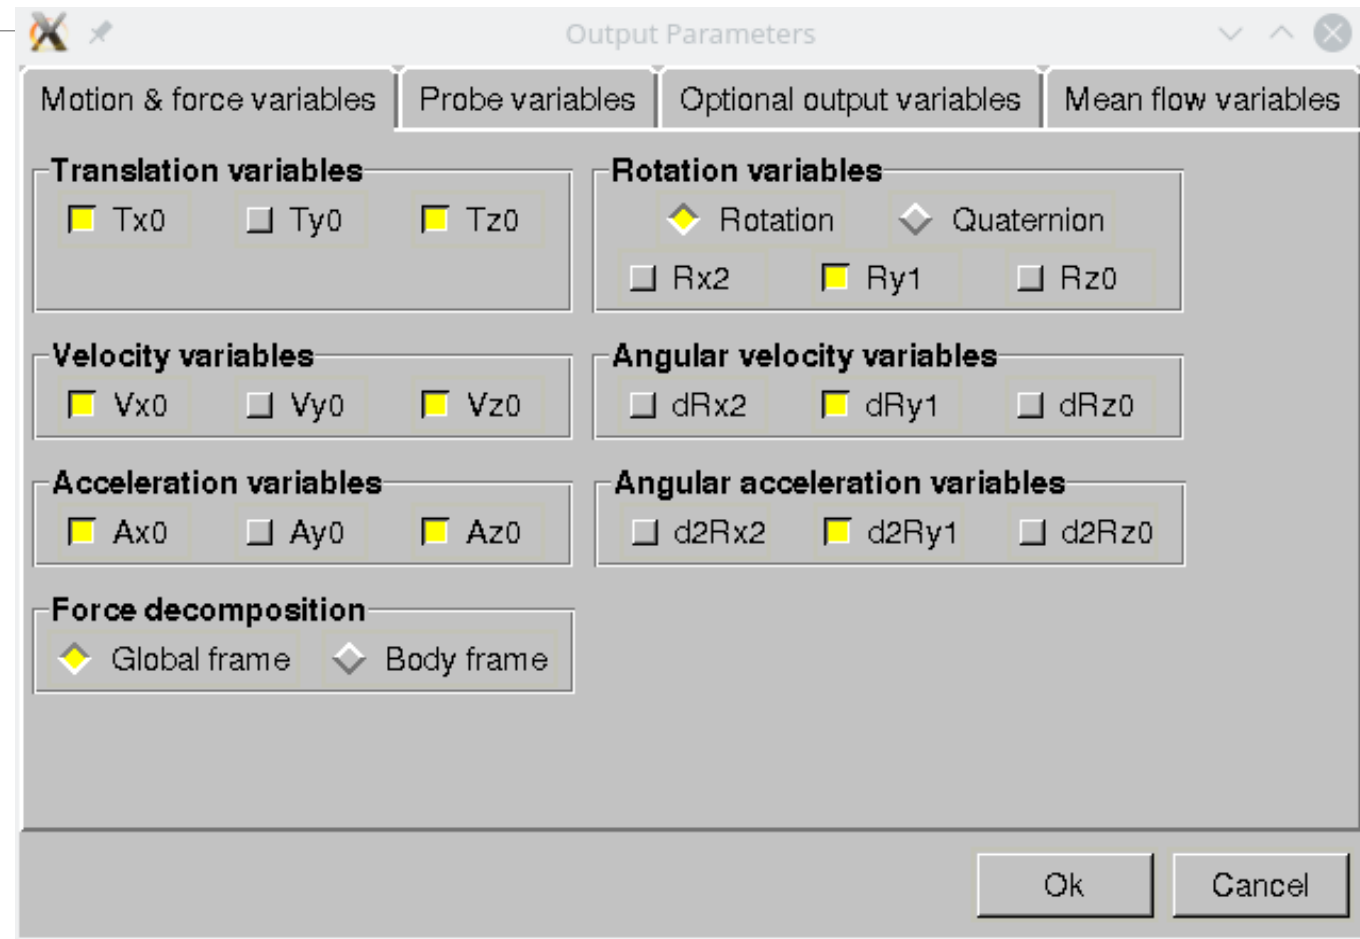 Output Parameters
Motion & force variables Probe variables Optional output variables Mean flow variables
Translation variables
Tx0 Ty0 Tz0
Rotation variables
Rotation Quaternion
Rx2 Ry1 Rz0
Velocity variables
Vx0 Vy0 Vz0
Angular velocity variables
dRx2 dRy1 dRz0
Acceleration variables
Ax0 Ay0 Az0
Angular acceleration variables
d2Rx2 d2Ry1 d2Rz0
Force decomposition
Global frame Body frame
Ok Cancel